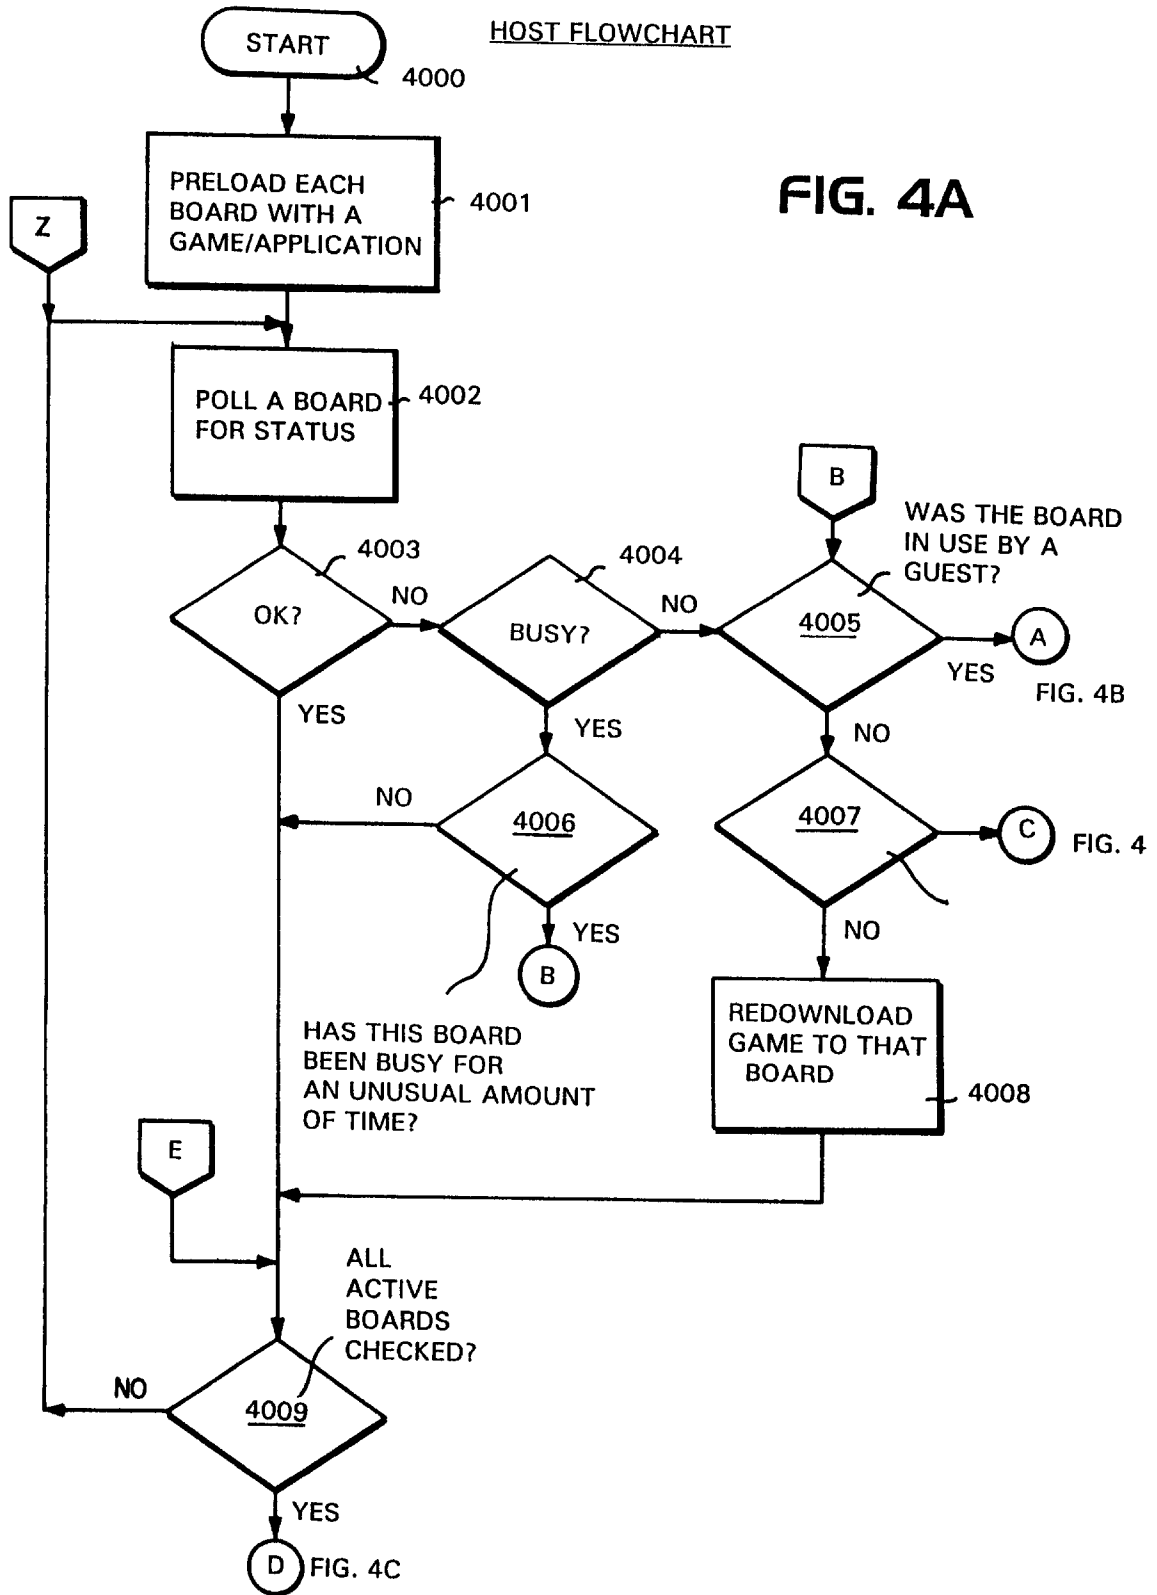 START
HOST FLOWCHART
4000
PRELOAD EACH
BOARD WITH A
GAME/APPLICATION
4001
FIG. 4A
Z
POLL A BOARD
FOR STATUS
4002
B
WAS THE BOARD
IN USE BY A
GUEST?
4003
4004
OK?
NO
BUSY?
NO
4005
YES
A
FIG. 4B
YES
YES
NO
NO
4006
4007
C
FIG. 4
YES
B
NO
HAS THIS BOARD
BEEN BUSY FOR
AN UNUSUAL AMOUNT
OF TIME?
REDOWNLOAD
GAME TO THAT
BOARD
4008
E
ALL
ACTIVE
BOARDS
CHECKED?
NO
4009
YES
D
FIG. 4C